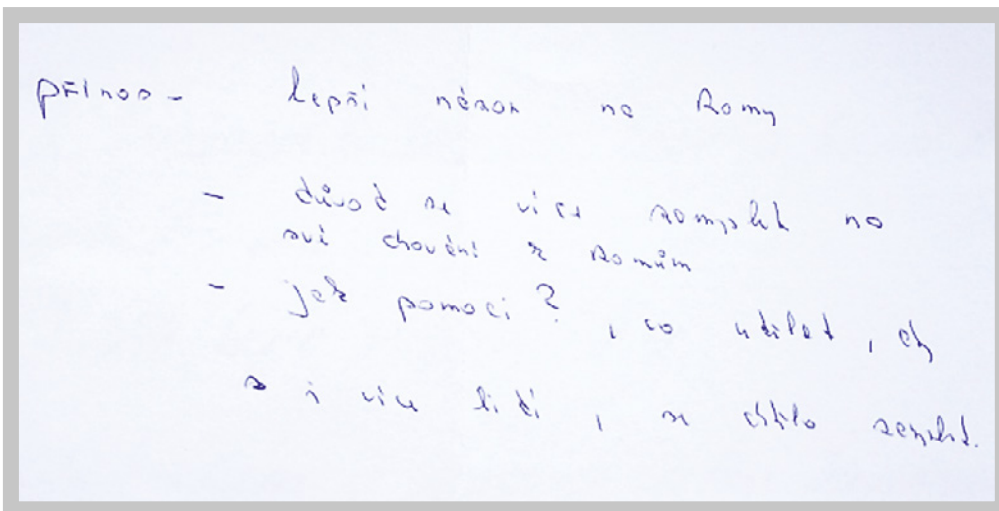 přínos - lepší názor na Romy
- důvod se více zamyslet na
své chování k Romům
- jak pomoci? , co udělat, aby
i více lidí, se chtělo zamyslet.